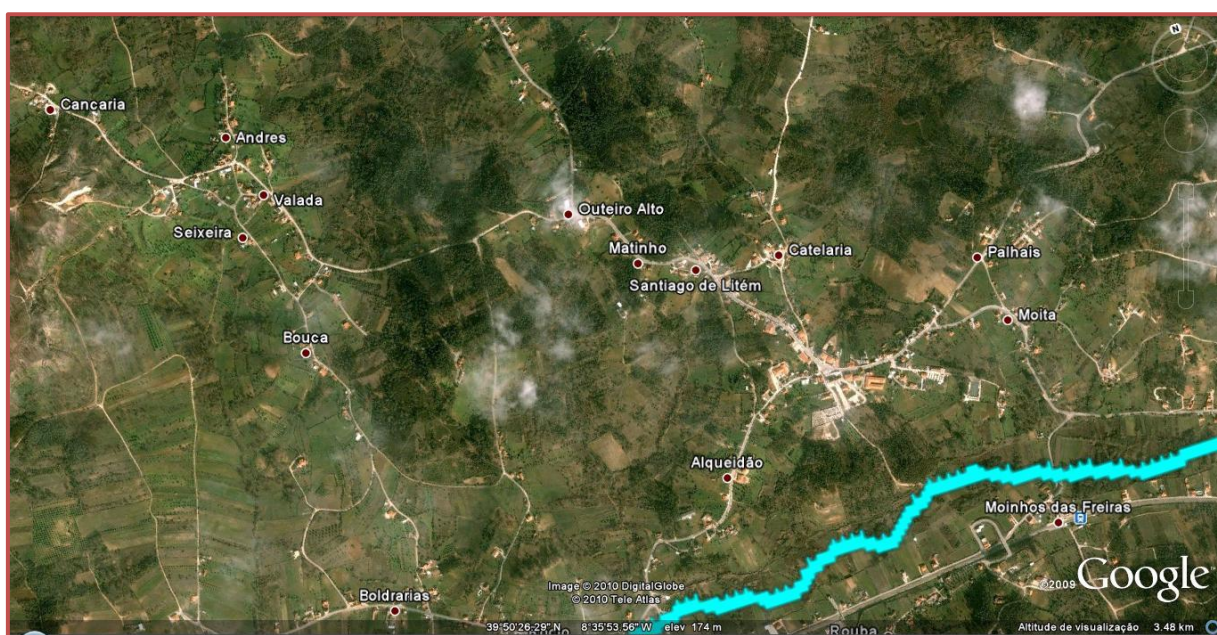 N
Cançaria
Andres
Valada
Outeiro Alto
Seixeira
Matinho
Catelaria
Palhais
Santiago de Litém
Moita
Bouca
Alqueidão
Moinhos das Freiras
©2009 Google
Image © 2010 DigitalGlobe
© 2010 Tele Atlas
Boldrarias
39°50'26.29" N 8°35'53.56" W elev 174 m
Rouba
Altitude de visualização 3.48 km